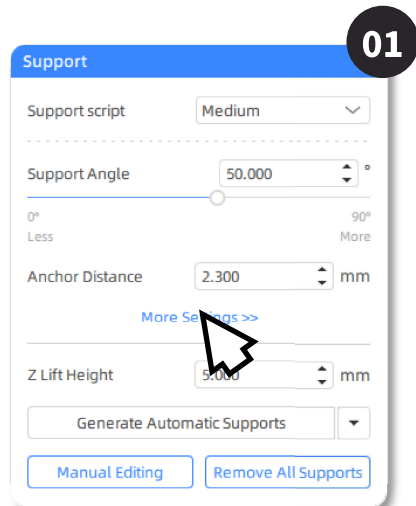 01
Support
Support script Medium
Support Angle 50.000 °
0° 90°
Less More
Anchor Distance 2.300 mm
More Settings >>
Z Lift Height 5.000 mm
Generate Automatic Supports
Manual Editing Remove All Supports